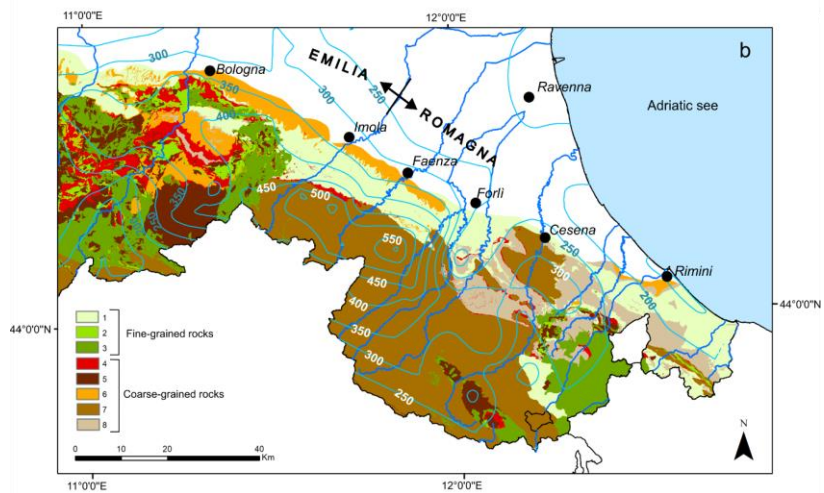 11°0'0"E
12°0'0"E
b
300
Bologna
350
300
250
EMILIA
ROMAGNA
Ravenna
Adriatic see
400
Imola
Faenza
350
450
500
Forlì
Cesena
550
250
300
450
Rimini
200
400
350
300
250
44°0'0"N
44°0'0"N
1
2
3
Fine-grained rocks
4
5
6
7
8
Coarse-grained rocks
0 10 20 40
Km
N
11°0'0"E
12°0'0"E